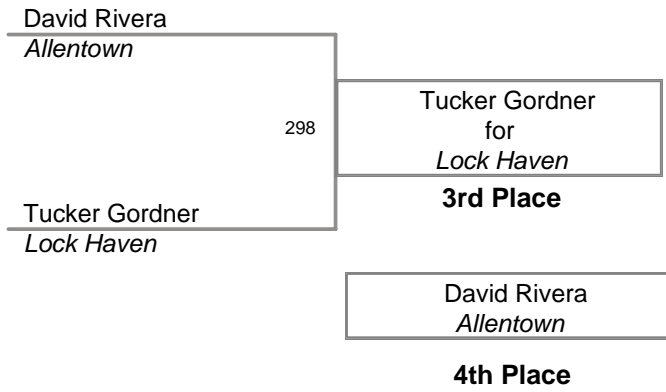 David Rivera
Allentown
298
Tucker Gordner
for
Lock Haven
3rd Place
Tucker Gordner
Lock Haven
David Rivera
Allentown
4th Place